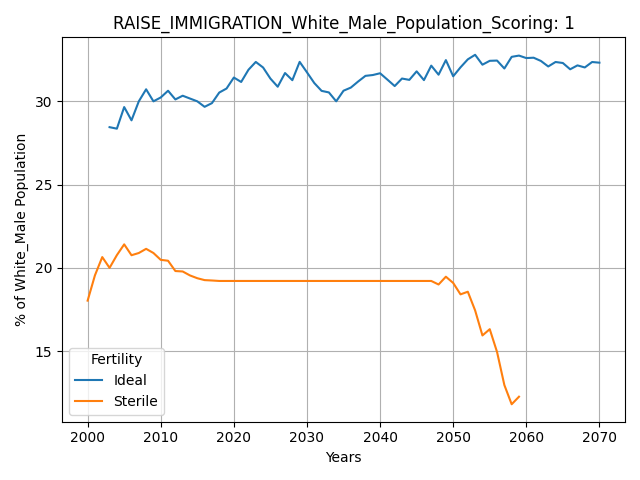 RAISE_IMMIGRATION_White_Male_Population_Scoring: 1
% of White_Male Population
30
25
20
15
Fertility
Ideal
Sterile
2000 2010 2020 2030 2040 2050 2060 2070
Years